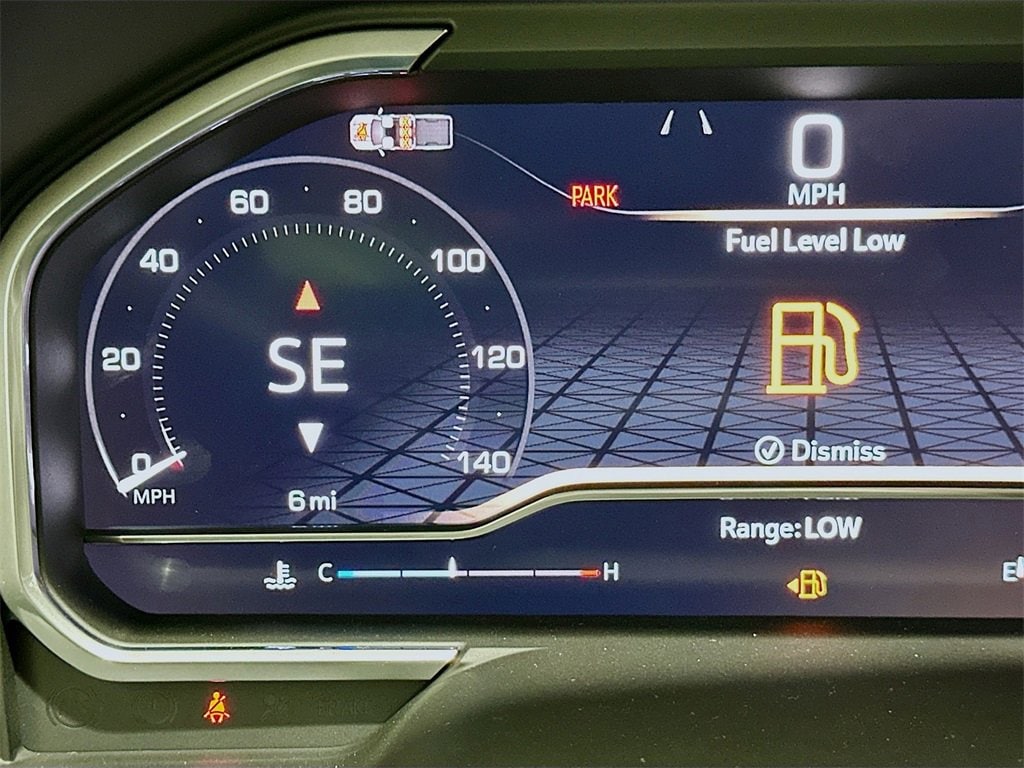 0
MPH
PARK
Fuel Level Low
60 80
40 100
20 120
SE
0 140
MPH
6 mi
Dismiss
Range: LOW
C H
E